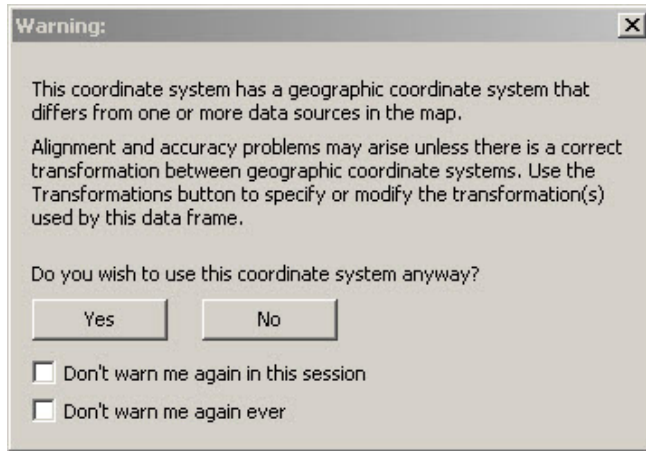 Warning:
This coordinate system has a geographic coordinate system that
differs from one or more data sources in the map.
Alignment and accuracy problems may arise unless there is a correct
transformation between geographic coordinate systems. Use the
Transformations button to specify or modify the transformation(s)
used by this data frame.
Do you wish to use this coordinate system anyway?
Yes No
Don't warn me again in this session
Don't warn me again ever